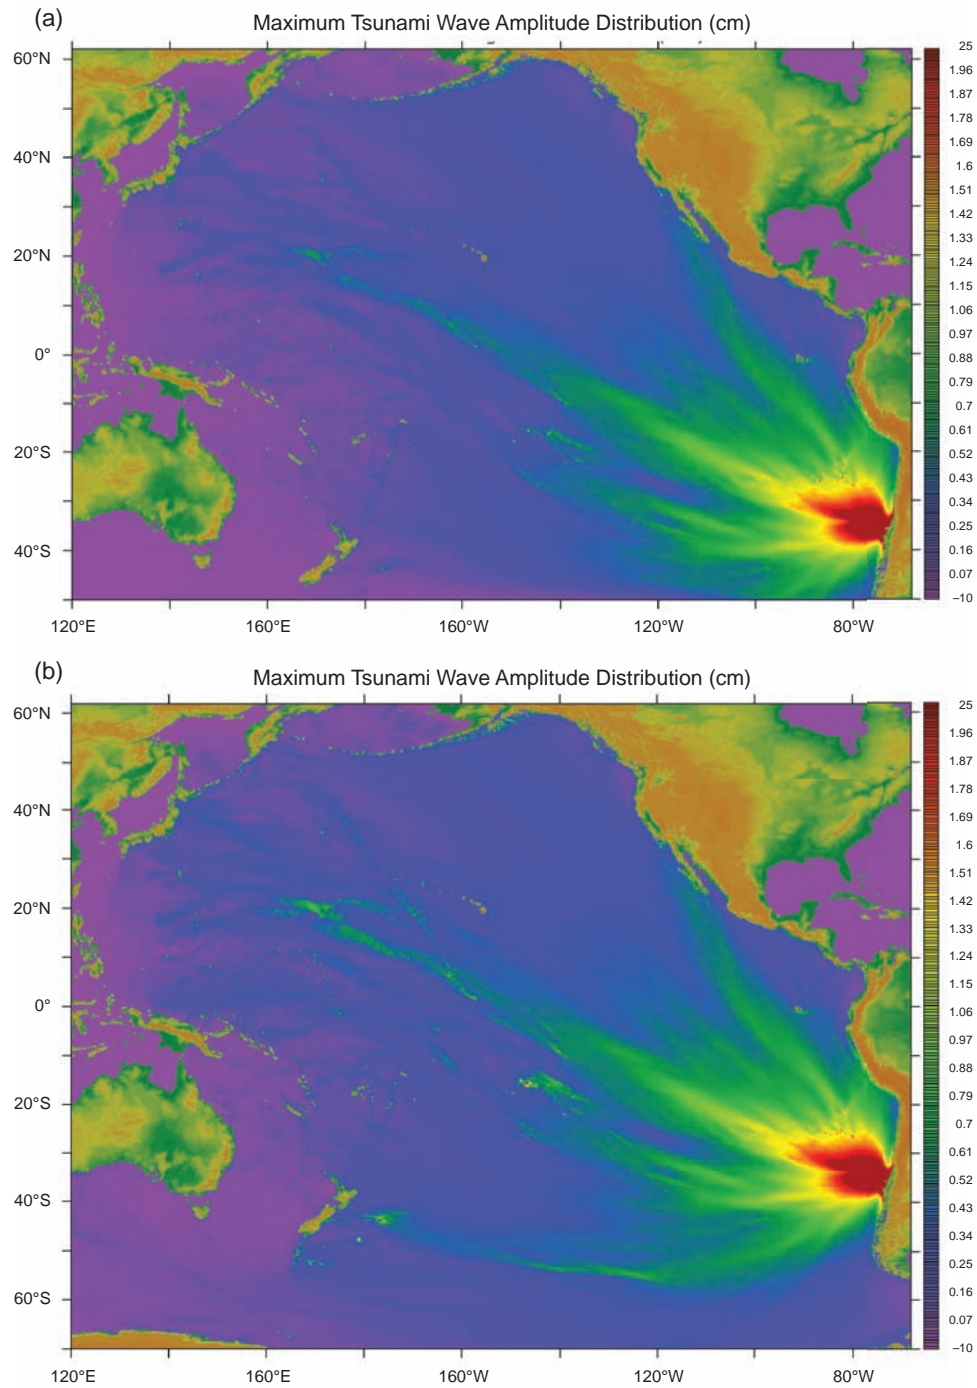 (a)
Maximum Tsunami Wave Amplitude Distribution (cm)
60°N
40°N
20°N
0°
20°S
40°S
120°E 160°E 160°W 120°W 80°W
25
1.96
1.87
1.78
1.69
1.6
1.51
1.42
1.33
1.24
1.15
1.06
0.97
0.88
0.79
0.7
0.61
0.52
0.43
0.34
0.25
0.16
0.07
–10
(b)
Maximum Tsunami Wave Amplitude Distribution (cm)
60°N
40°N
20°N
0°
20°S
40°S
60°S
120°E 160°E 160°W 120°W 80°W
25
1.96
1.87
1.78
1.69
1.6
1.51
1.42
1.33
1.24
1.15
1.06
0.97
0.88
0.79
0.7
0.61
0.52
0.43
0.34
0.25
0.16
0.07
–10